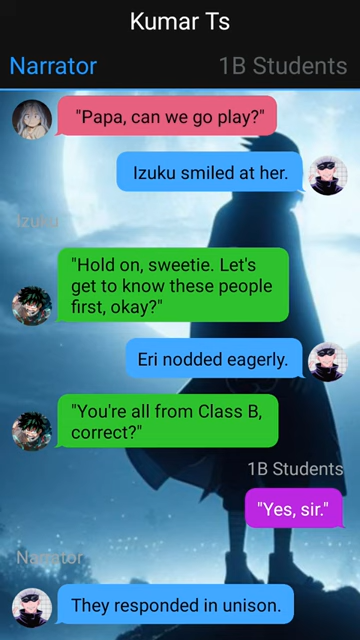 Kumar Ts
Narrator
1B Students
"Papa, can we go play?"
Izuku smiled at her.
Izuku
"Hold on, sweetie. Let's
get to know these people
first, okay?"
Eri nodded eagerly.
"You're all from Class B,
correct?"
1B Students
"Yes, sir."
Narrator
They responded in unison.